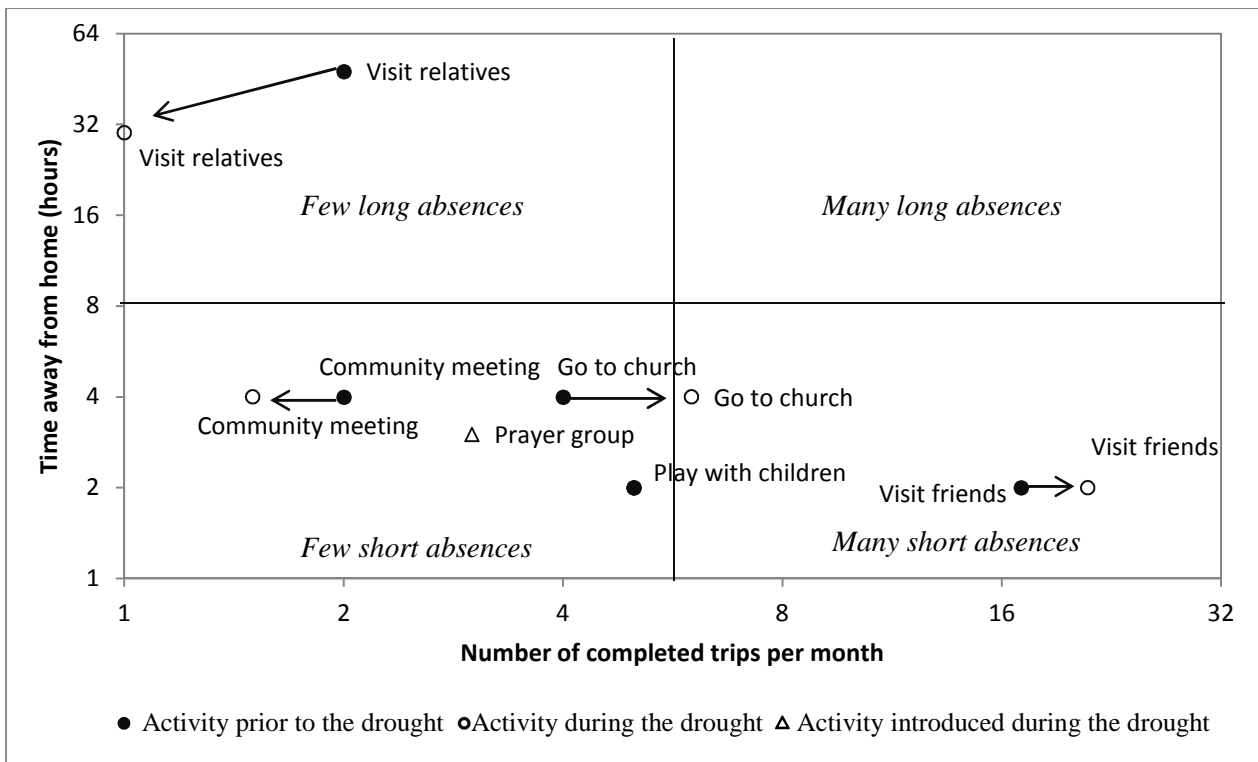 64
Visit relatives
32
Visit relatives
Few long absences
Many long absences
16
8
Community meeting
Go to church
4
Go to church
Community meeting
Prayer group
Visit friends
Play with children
2
Visit friends
Few short absences
Many short absences
1
1 2 4 8 16 32
Time away from home (hours)
Number of completed trips per month
Activity prior to the drought Activity during the drought Activity introduced during the drought